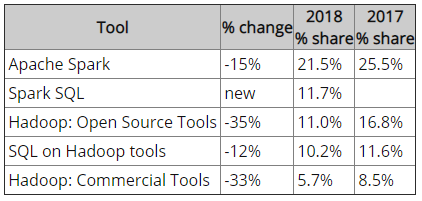 Tool % change 2018 % share 2017 % share
Apache Spark -15% 21.5% 25.5%
Spark SQL new 11.7%
Hadoop: Open Source Tools -35% 11.0% 16.8%
SQL on Hadoop tools -12% 10.2% 11.6%
Hadoop: Commercial Tools -33% 5.7% 8.5%